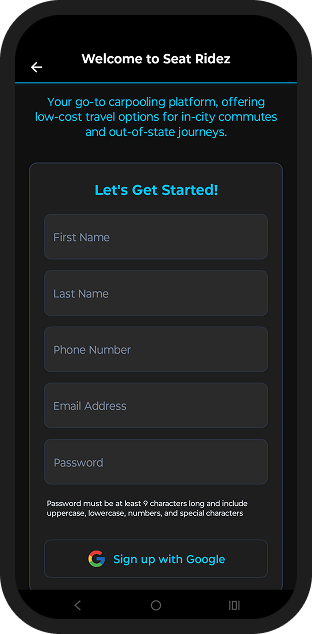 Welcome to Seat Ridez
Your go-to carpooling platform, offering
low-cost travel options for in-city commutes
and out-of-state journeys.
Let's Get Started!
First Name
Last Name
Phone Number
Email Address
Password
Password must be at least 9 characters long and include
uppercase, lowercase, numbers, and special characters
Sign up with Google